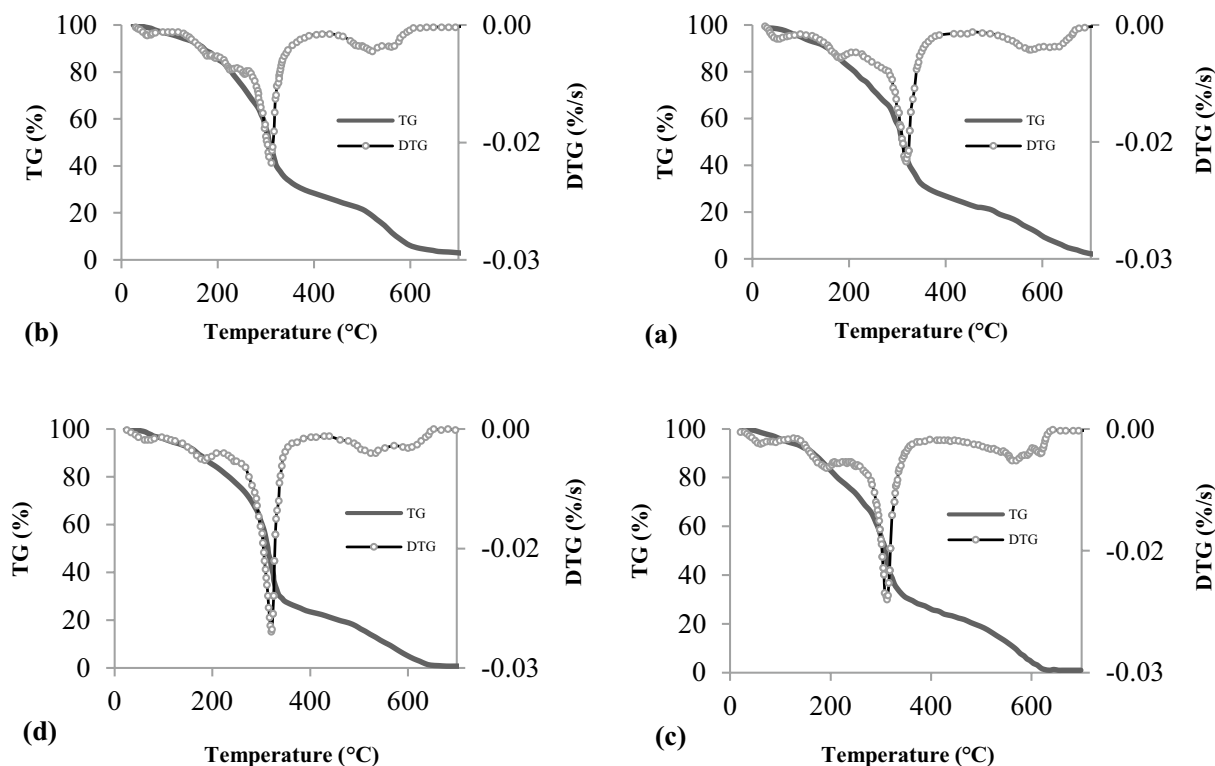 100
80
60
40
20
0
TG (%)
0.00
-0.02
-0.03
DTG (%/s)
TG
DTG
0 200 400 600
Temperature (°C)
(b)
100
80
60
40
20
0
TG (%)
0.00
-0.02
-0.03
DTG (%/s)
TG
DTG
0 200 400 600
Temperature (°C)
(a)
100
80
60
40
20
0
TG (%)
0.00
-0.02
-0.03
DTG (%/s)
TG
DTG
0 200 400 600
Temperature (°C)
(d)
100
80
60
40
20
0
TG (%)
0.00
-0.02
-0.03
DTG (%/s)
TG
DTG
0 200 400 600
Temperature (°C)
(c)